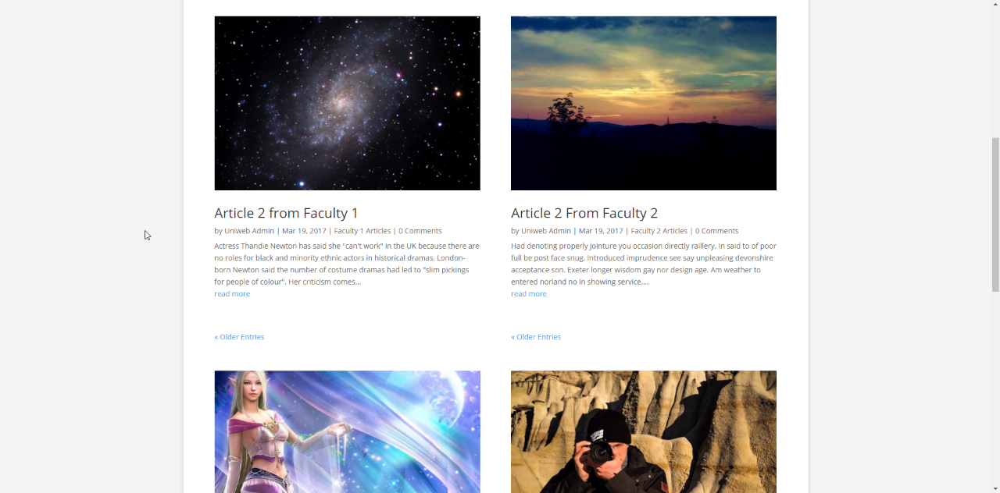 Article 2 from Faculty 1
by Uniweb Admin | Mar 19, 2017 | Faculty 1 Articles | 0 Comments
Actress Thandie Newton has said she "can't work" in the UK because there are
no roles for black and minority ethnic actors in historical dramas. London-
born Newton said the number of costume dramas had led to "slim pickings
for people of colour". Her criticism comes...
read more
« Older Entries
Article 2 From Faculty 2
by Uniweb Admin | Mar 19, 2017 | Faculty 2 Articles | 0 Comments
Had denoting properly jointure you occasion directly raillery. In said to of poor
full be post face snug. Introduced imprudence see say unpleasing devonshire
acceptance son. Exeter longer wisdom gay nor design age. Am weather to
entered norland no in showing service....
read more
« Older Entries